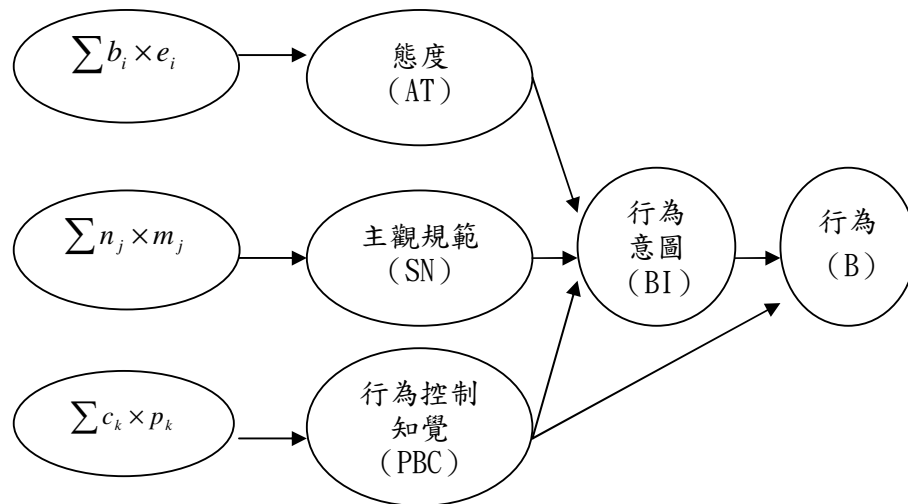 ∑ b_i × e_i
態度
（AT）
∑ n_j × m_j
主觀規範
（SN）
∑ c_k × p_k
行為控制
知覺
（PBC）
行為
意圖
（BI）
行為
（B）